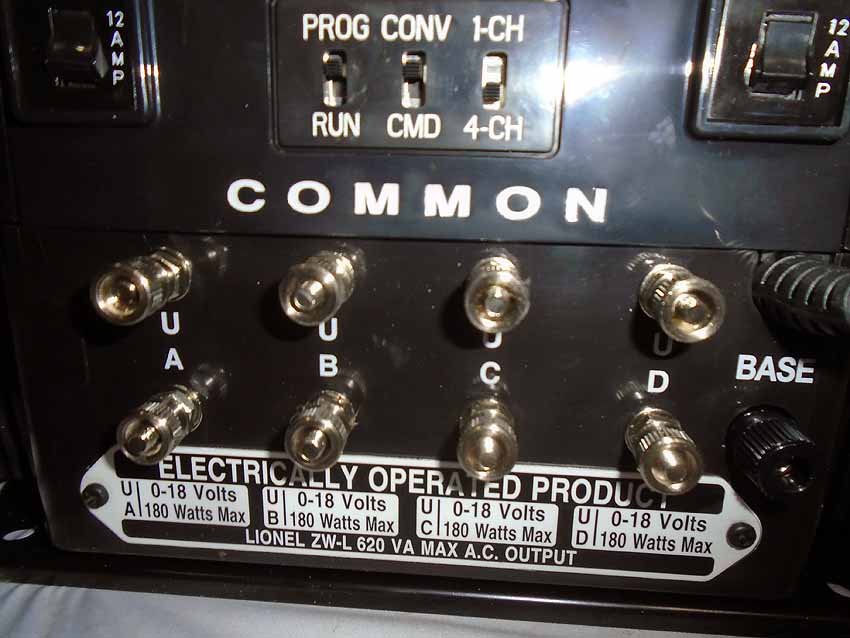 12 AMP
PROG CONV 1-CH
12 AMP
RUN CMD 4-CH
COMMON
U U U U
A B C D
BASE
ELECTRICALLY OPERATED PRODUCT
U 0-18 Volts U 0-18 Volts U 0-18 Volts U 0-18 Volts
A 180 Watts Max B 180 Watts Max C 180 Watts Max D 180 Watts Max
LIONEL ZW-L 620 VA MAX A.C. OUTPUT